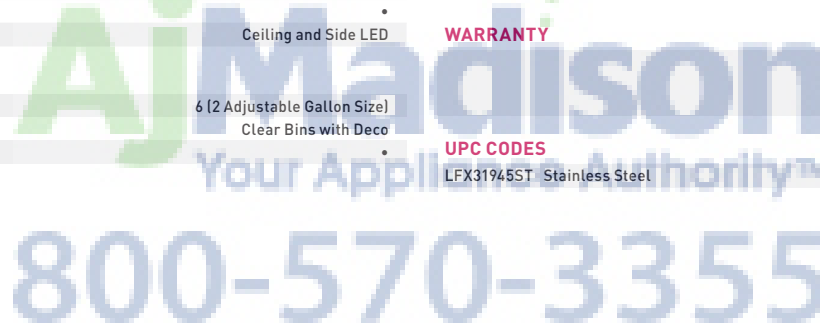 •
Ceiling and Side LED
6 (2 Adjustable Gallon Size)
Clear Bins with Deco
•
WARRANTY
UPC CODES
LFX31945ST Stainless Steel
AjMadison
Your Appliance Authority™
800-570-3355